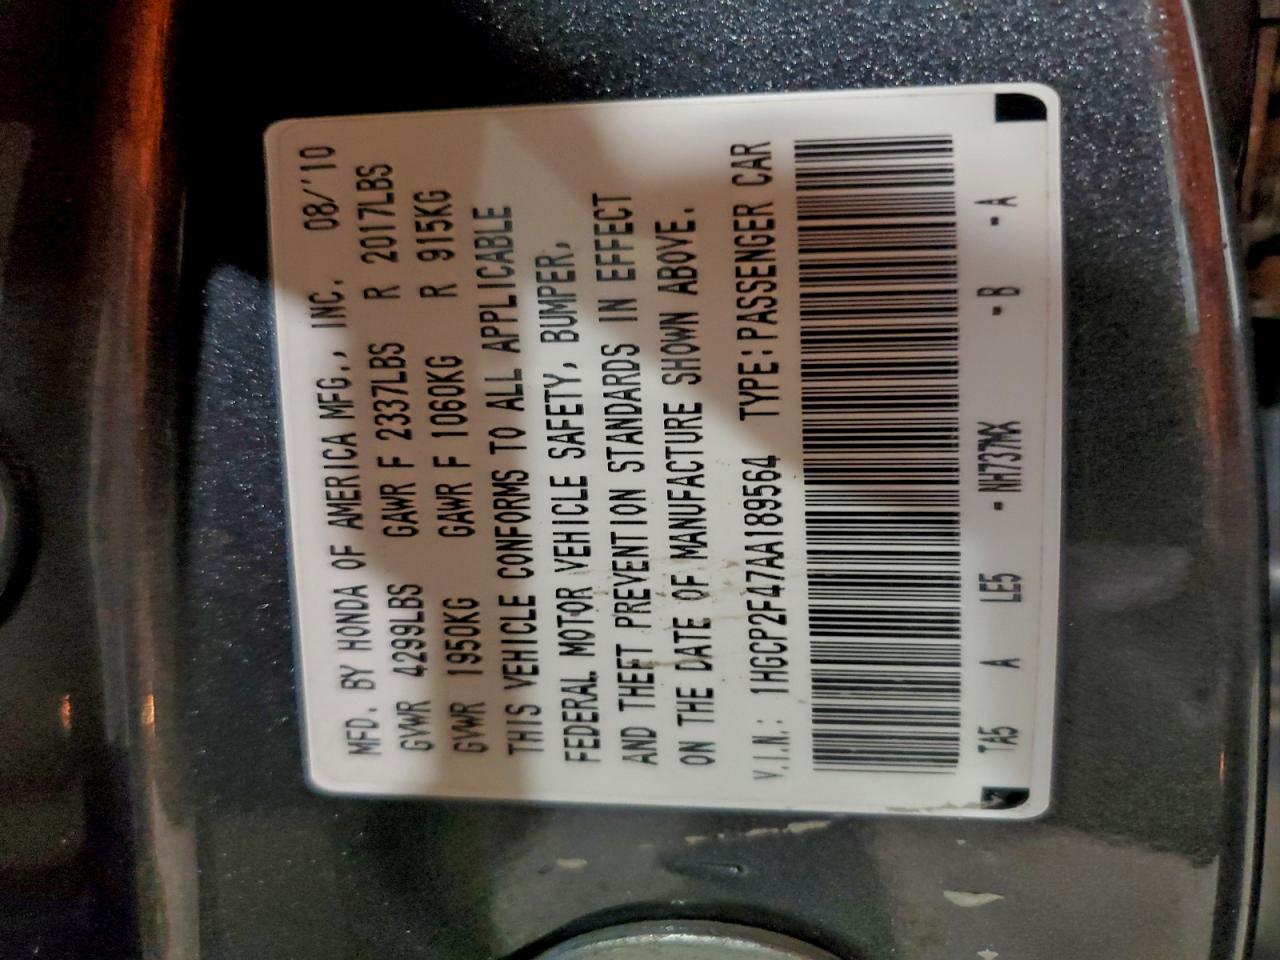 MFD. BY HONDA OF AMERICA MFG., INC. 08/'10
GVWR 4299LBS GAWR F 2337LBS R 2017LBS
GVWR 1950KG GAWR F 1060KG R 915KG
THIS VEHICLE CONFORMS TO ALL APPLICABLE
FEDERAL MOTOR VEHICLE SAFETY, BUMPER,
AND THEFT PREVENTION STANDARDS IN EFFECT
ON THE DATE OF MANUFACTURE SHOWN ABOVE.
V.I.N.: 1HGCP2F47AA189564 TYPE:PASSENGER CAR
TA5 A LE5 - NH737MX - B - A